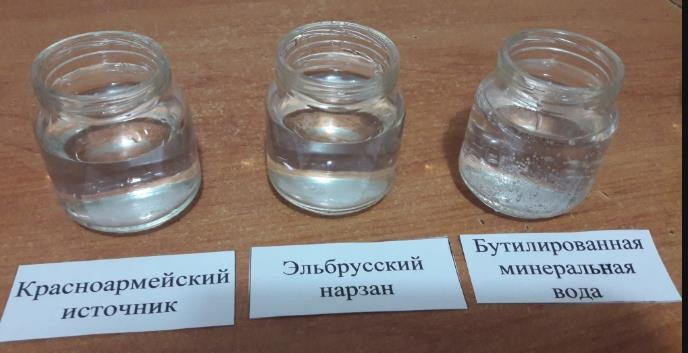 Красноармейский
источник
Эльбрусский
нарзан
Бутилированная
минеральная
вода